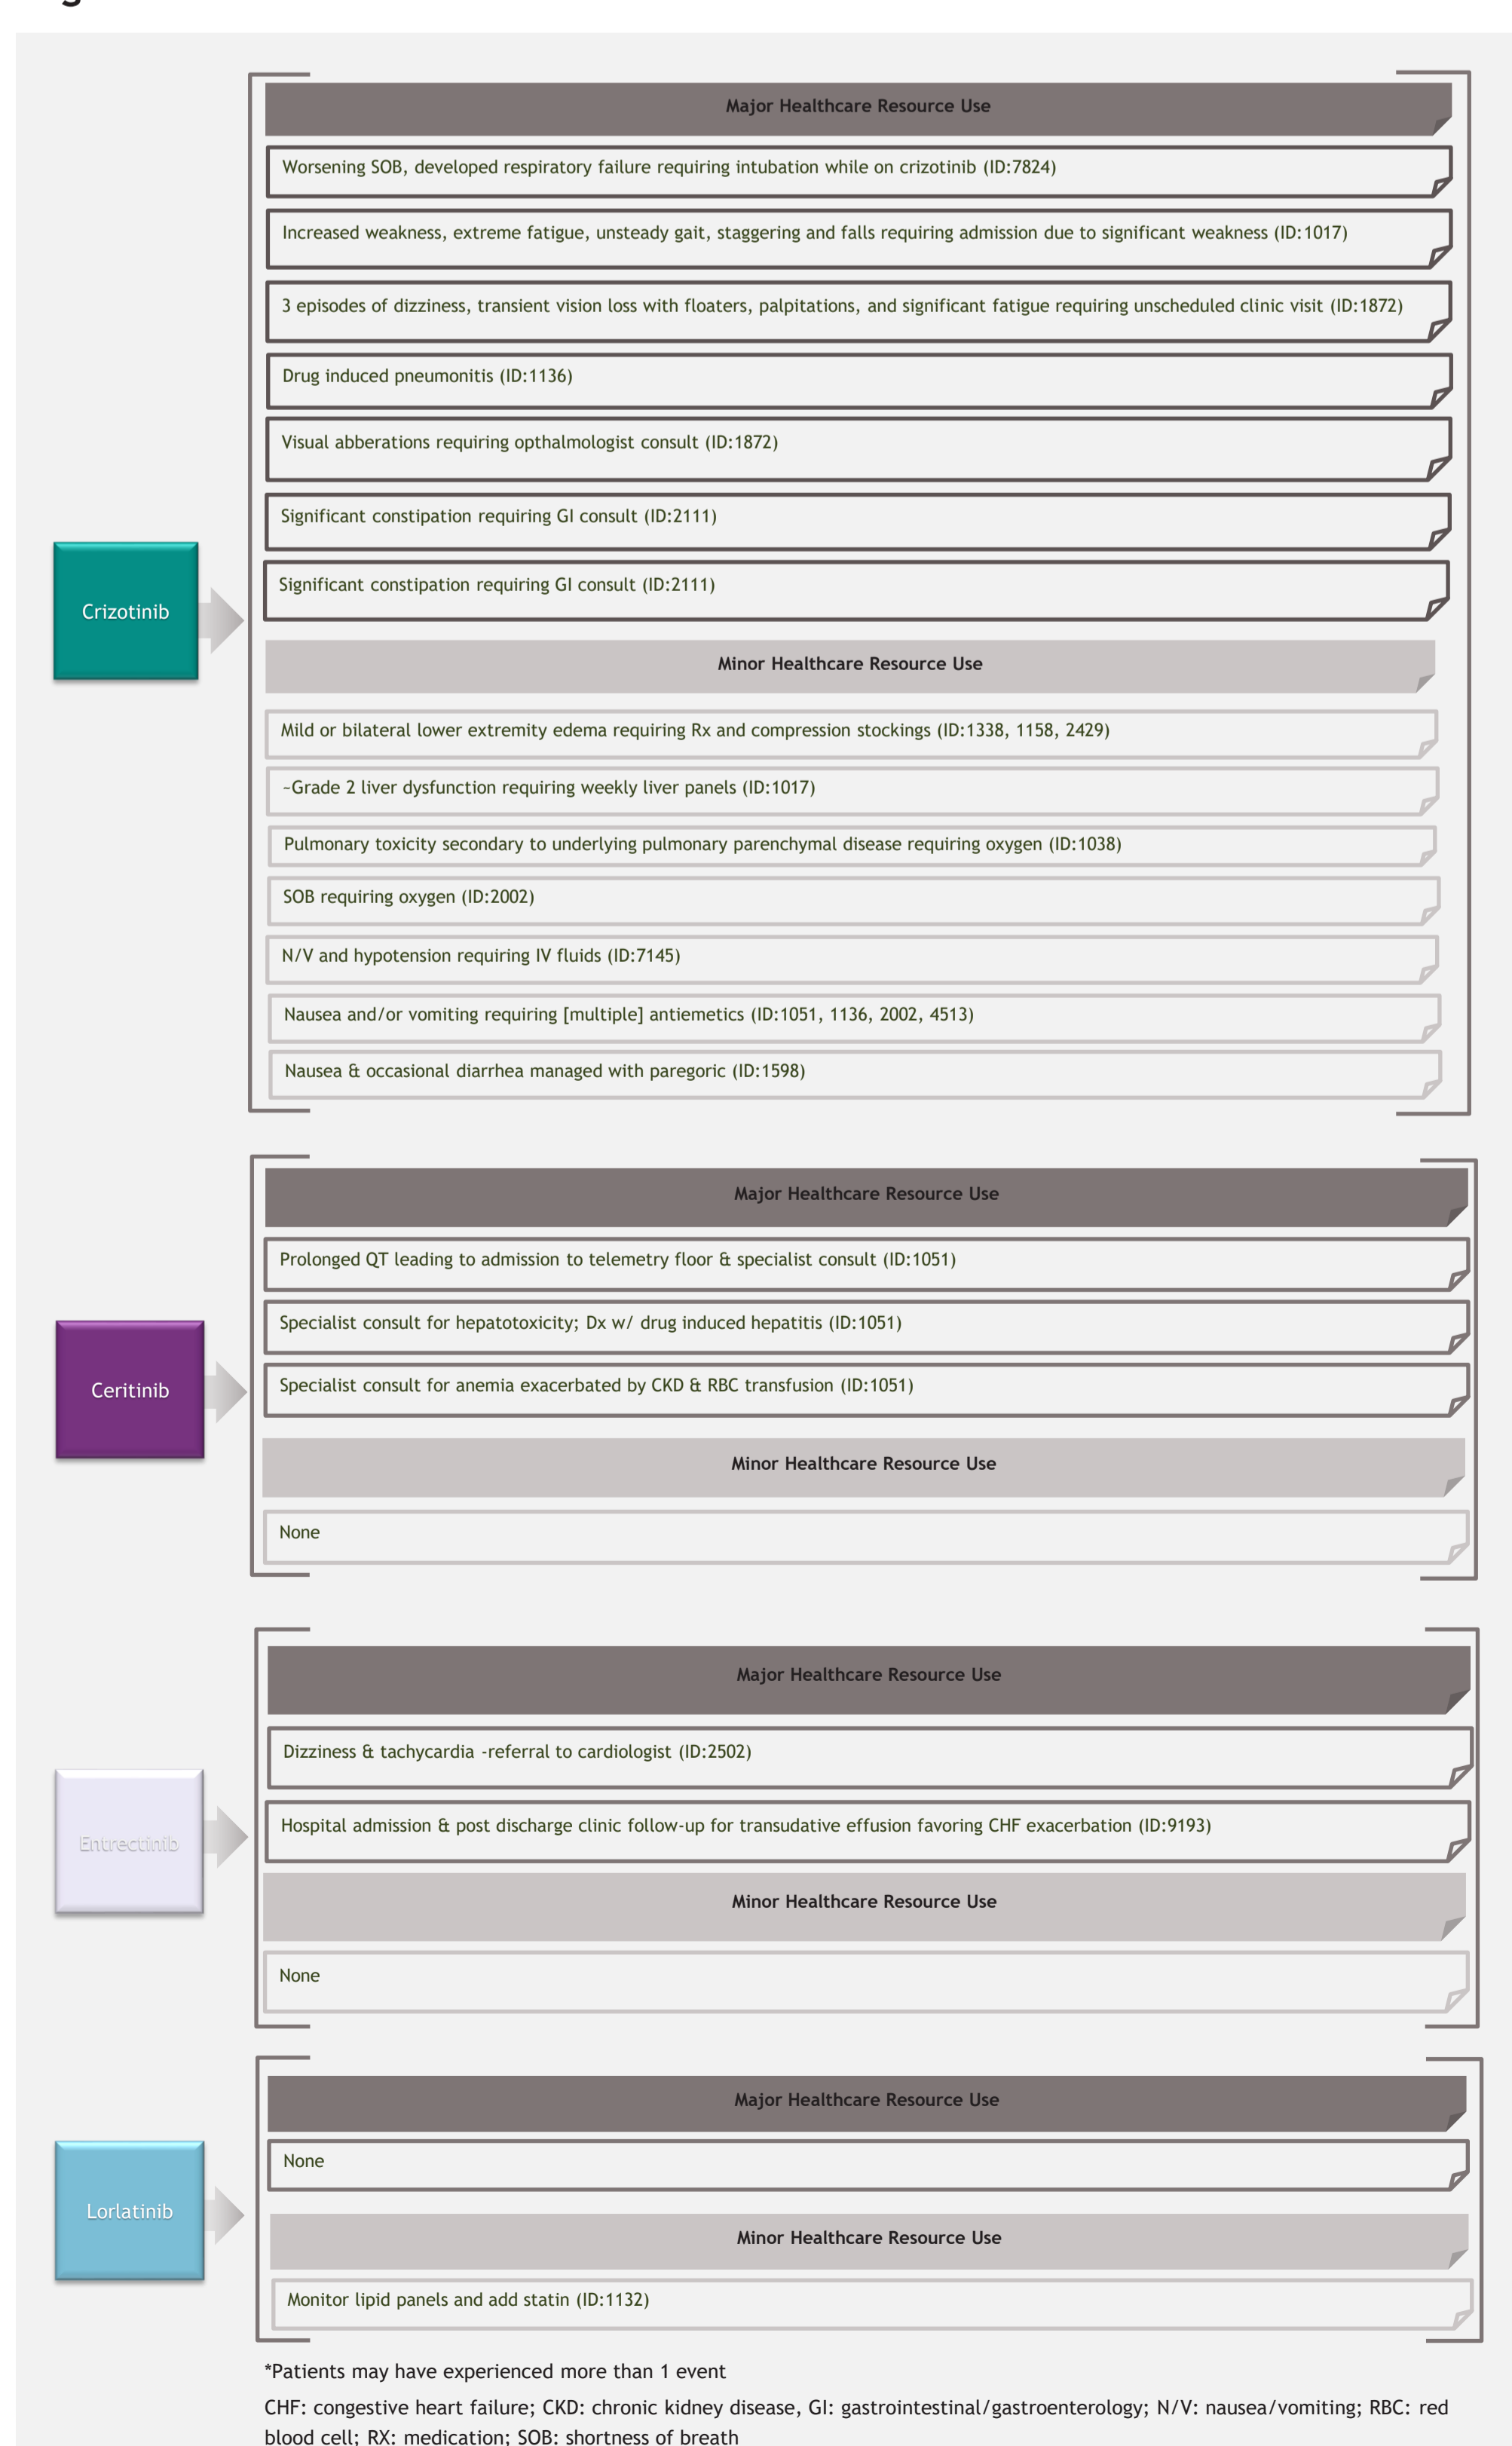 Major Healthcare Resource Use
Worsening SOB, developed respiratory failure requiring intubation while on crizotinib (ID:7824)
Increased weakness, extreme fatigue, unsteady gait, staggering and falls requiring admission due to significant weakness (ID:1017)
3 episodes of dizziness, transient vision loss with floaters, palpitations, and significant fatigue requiring unscheduled clinic visit (ID:1872)
Drug induced pneumonitis (ID:1136)
Visual abberations requiring opthalmologist consult (ID:1872)
Significant constipation requiring GI consult (ID:2111)
Significant constipation requiring GI consult (ID:2111)
Crizotinib
Minor Healthcare Resource Use
Mild or bilateral lower extremity edema requiring Rx and compression stockings (ID:1338, 1158, 2429)
~Grade 2 liver dysfunction requiring weekly liver panels (ID:1017)
Pulmonary toxicity secondary to underlying pulmonary parenchymal disease requiring oxygen (ID:1038)
SOB requiring oxygen (ID:2002)
N/V and hypotension requiring IV fluids (ID:7145)
Nausea and/or vomiting requiring [multiple] antiemetics (ID:1051, 1136, 2002, 4513)
Nausea & occasional diarrhea managed with paregoric (ID:1598)
Major Healthcare Resource Use
Prolonged QT leading to admission to telemetry floor & specialist consult (ID:1051)
Specialist consult for hepatotoxicity; Dx w/ drug induced hepatitis (ID:1051)
Specialist consult for anemia exacerbated by CKD & RBC transfusion (ID:1051)
Ceritinib
Minor Healthcare Resource Use
None
Major Healthcare Resource Use
Dizziness & tachycardia -referral to cardiologist (ID:2502)
Hospital admission & post discharge clinic follow-up for transudative effusion favoring CHF exacerbation (ID:9193)
Entrectinib
Minor Healthcare Resource Use
None
Major Healthcare Resource Use
None
Lorlatinib
Minor Healthcare Resource Use
Monitor lipid panels and add statin (ID:1132)
*Patients may have experienced more than 1 event
CHF: congestive heart failure; CKD: chronic kidney disease, GI: gastrointestinal/gastroenterology; N/V: nausea/vomiting; RBC: red
blood cell; RX: medication; SOB: shortness of breath